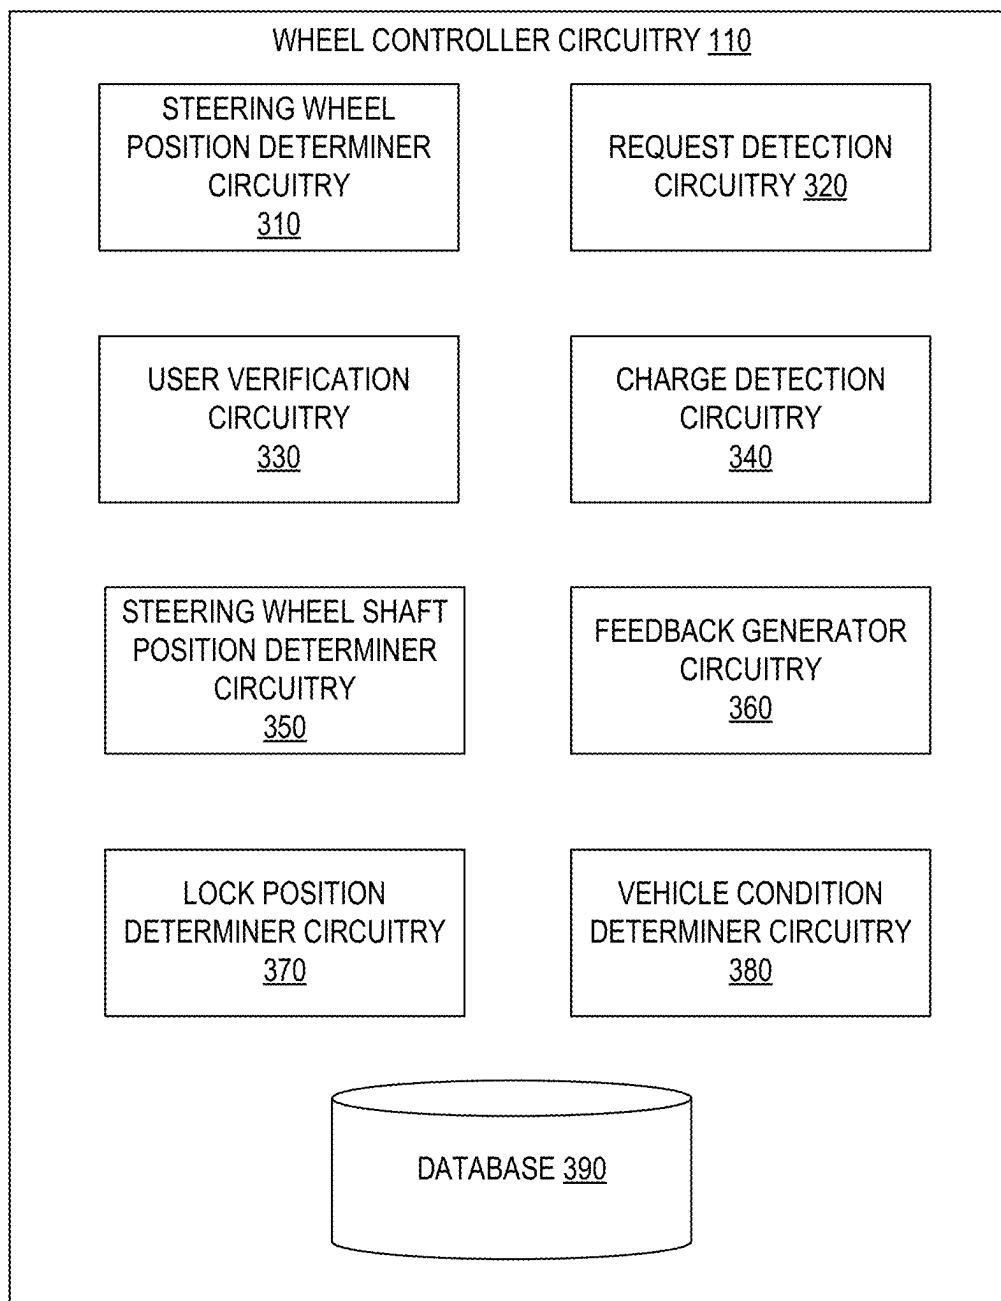 WHEEL CONTROLLER CIRCUITRY 110
STEERING WHEEL
POSITION DETERMINER
CIRCUITRY
310
REQUEST DETECTION
CIRCUITRY 320
USER VERIFICATION
CIRCUITRY
330
CHARGE DETECTION
CIRCUITRY
340
STEERING WHEEL SHAFT
POSITION DETERMINER
CIRCUITRY
350
FEEDBACK GENERATOR
CIRCUITRY
360
LOCK POSITION
DETERMINER CIRCUITRY
370
VEHICLE CONDITION
DETERMINER CIRCUITRY
380
DATABASE 390